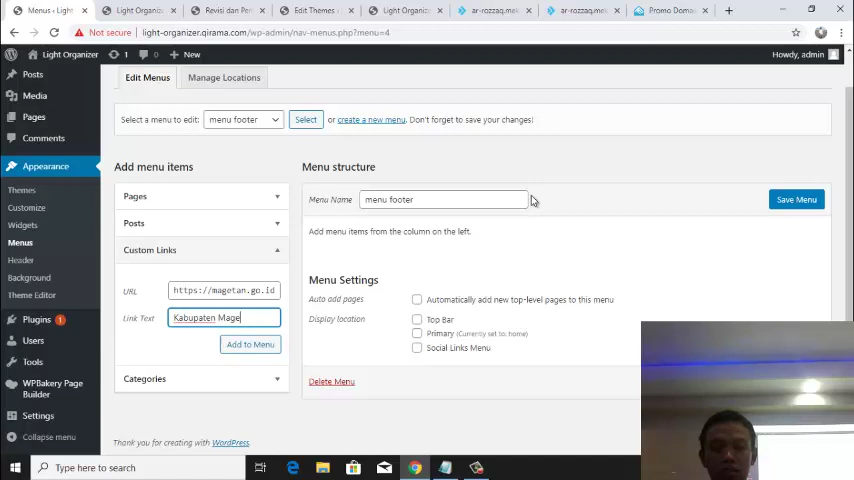 Menus ‹ Light
Light Organiz
Revisi dan Per
Edit Themes ‹
Light Organiz
ar-rozzaq.mek
ar-rozzaq.mek
Promo Doma
Not secure
light-organizer.qirama.com/wp-admin/nav-menus.php?menu=4
Light Organizer
1
0
New
Howdy, admin
Posts
Media
Pages
Comments
Appearance
Themes
Customize
Widgets
Menus
Header
Background
Theme Editor
Plugins 1
Users
Tools
WPBakery Page
Builder
Settings
Collapse menu
Edit Menus
Manage Locations
Select a menu to edit:
menu footer
Select
or create a new menu. Don't forget to save your changes!
Add menu items
Pages
Posts
Custom Links
URL
https://magetan.go.id
Link Text
Kabupaten Mage
Add to Menu
Categories
Menu structure
Menu Name
menu footer
Save Menu
Add menu items from the column on the left.
Menu Settings
Auto add pages
Automatically add new top-level pages to this menu
Display location
Top Bar
Primary (Currently set to: home)
Social Links Menu
Delete Menu
Thank you for creating with WordPress.
Type here to search